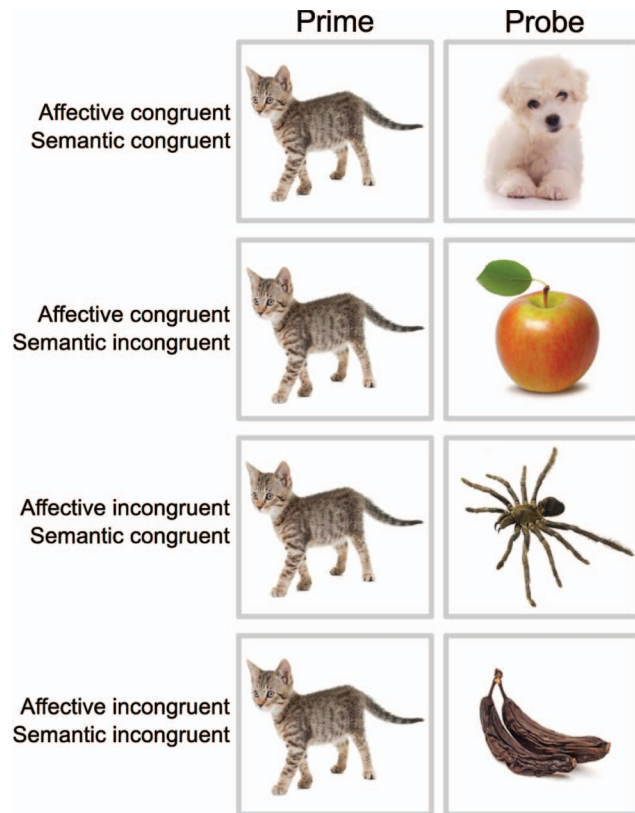 Prime Probe
Affective congruent
Semantic congruent
Affective congruent
Semantic incongruent
Affective incongruent
Semantic congruent
Affective incongruent
Semantic incongruent